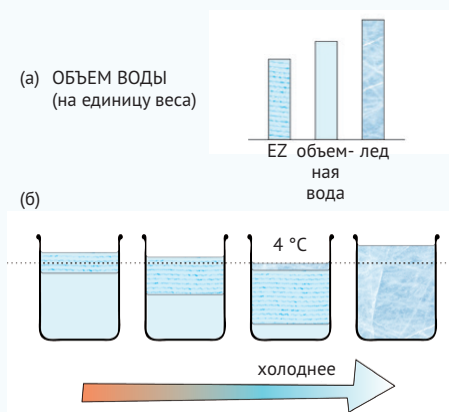 (а) ОБЪЕМ ВОДЫ
(на единицу веса)
EZ объем- лед
ная
вода
(б)
4 °C
холоднее